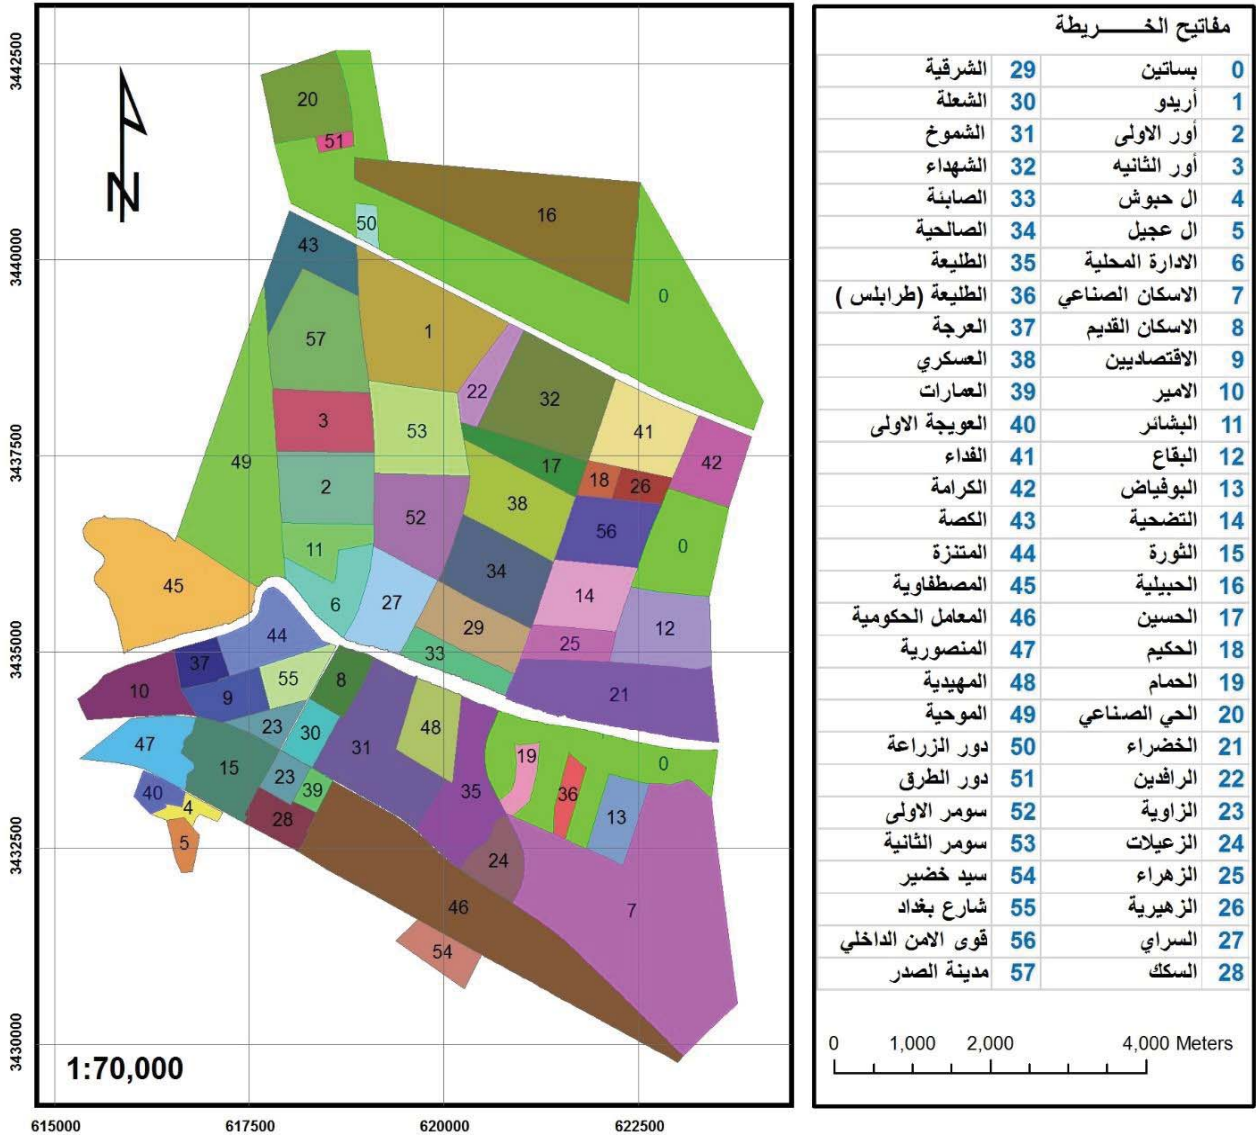 3442500
3440000
3437500
3435000
3432500
3430000
615000
617500
620000
622500
N
1:70,000
20
51
50
16
43
0
57
1
22
32
3
53
41
42
49
17
18
26
2
38
52
56
0
11
34
45
6
27
14
29
12
44
33
25
37
8
21
55
10
9
48
23
30
31
47
19
0
15
23
35
36
40
39
13
4
28
5
24
46
7
54
مفاتيح الخـــــريطة
0 بساتين 29 الشرقية
1 أريدو 30 الشعلة
2 أور الاولى 31 الشموخ
3 أور الثانيه 32 الشهداء
4 ال حبوش 33 الصابئة
5 ال عجيل 34 الصالحية
6 الادارة المحلية 35 الطليعة
7 الاسكان الصناعي 36 الطليعة (طرابلس )
8 الاسكان القديم 37 العرجة
9 الاقتصاديين 38 العسكري
10 الامير 39 العمارات
11 البشائر 40 العويجة الاولى
12 البقاع 41 الفداء
13 البوفياض 42 الكرامة
14 التضحية 43 الكصة
15 الثورة 44 المتنزة
16 الحبيلية 45 المصطفاوية
17 الحسين 46 المعامل الحكومية
18 الحكيم 47 المنصورية
19 الحمام 48 المهيدية
20 الحي الصناعي 49 الموحية
21 الخضراء 50 دور الزراعة
22 الرافدين 51 دور الطرق
23 الزاوية 52 سومر الاولى
24 الزعيلات 53 سومر الثانية
25 الزهراء 54 سيد خضير
26 الزهيرية 55 شارع بغداد
27 السراي 56 قوى الامن الداخلي
28 السكك 57 مدينة الصدر
0 1,000 2,000 4,000 Meters